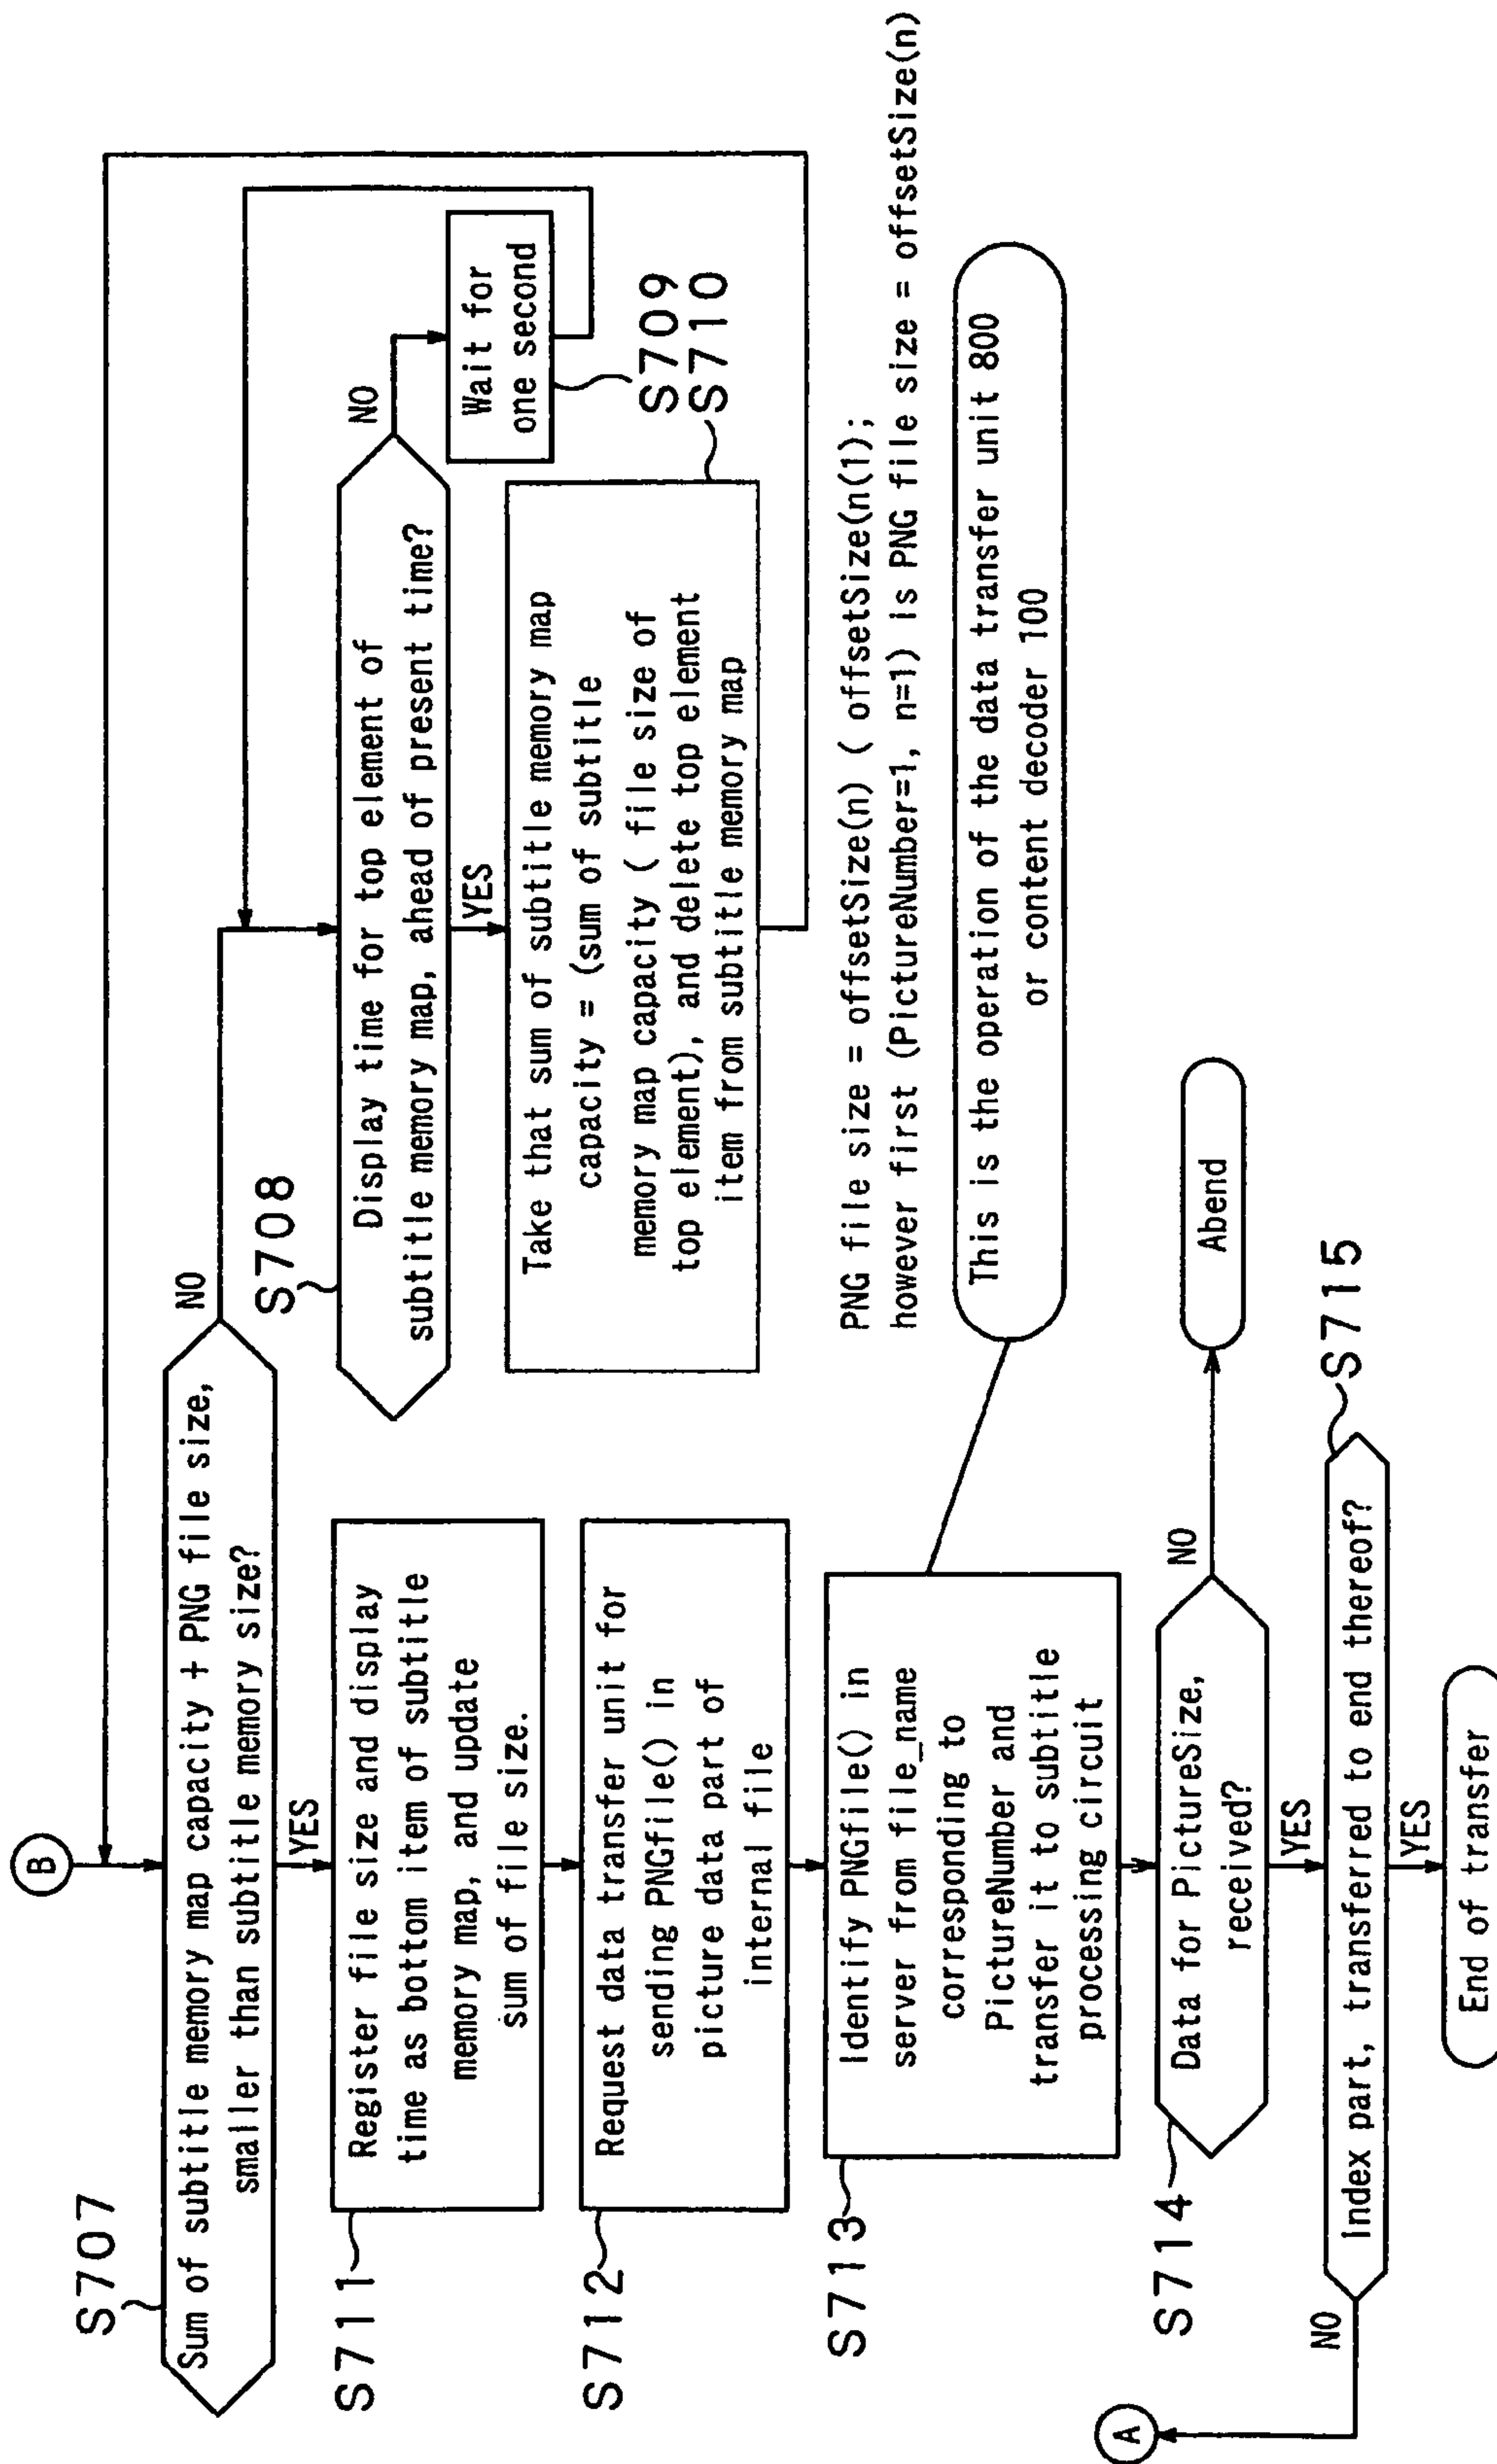 B
S707
Sum of subtitle memory map capacity + PNG file size,
smaller than subtitle memory size?
NO
YES
S708
Display time for top element of
subtitle memory map, ahead of present time?
NO
YES
Wait for
one second
S709
S710
Take that sum of subtitle memory map
capacity = (sum of subtitle
memory map capacity ( file size of
top element), and delete top element
item from subtitle memory map
S711
Register file size and display
time as bottom item of subtitle
memory map, and update
sum of file size.
S712
Request data transfer unit for
sending PNGfile() in
picture data part of
internal file
PNG file size = offsetSize(n) ( offsetSize(n(1);
however first (PictureNumber=1, n=1) is PNG file size = offsetSize(n)
S713
Identify PNGfile() in
server from file_name
corresponding to
PictureNumber and
transfer it to subtitle
processing circuit
This is the operation of the data transfer unit 800
or content decoder 100
S714
Data for PictureSize,
received?
NO
Abend
YES
S715
Index part, transferred to end thereof?
NO
A
YES
End of transfer